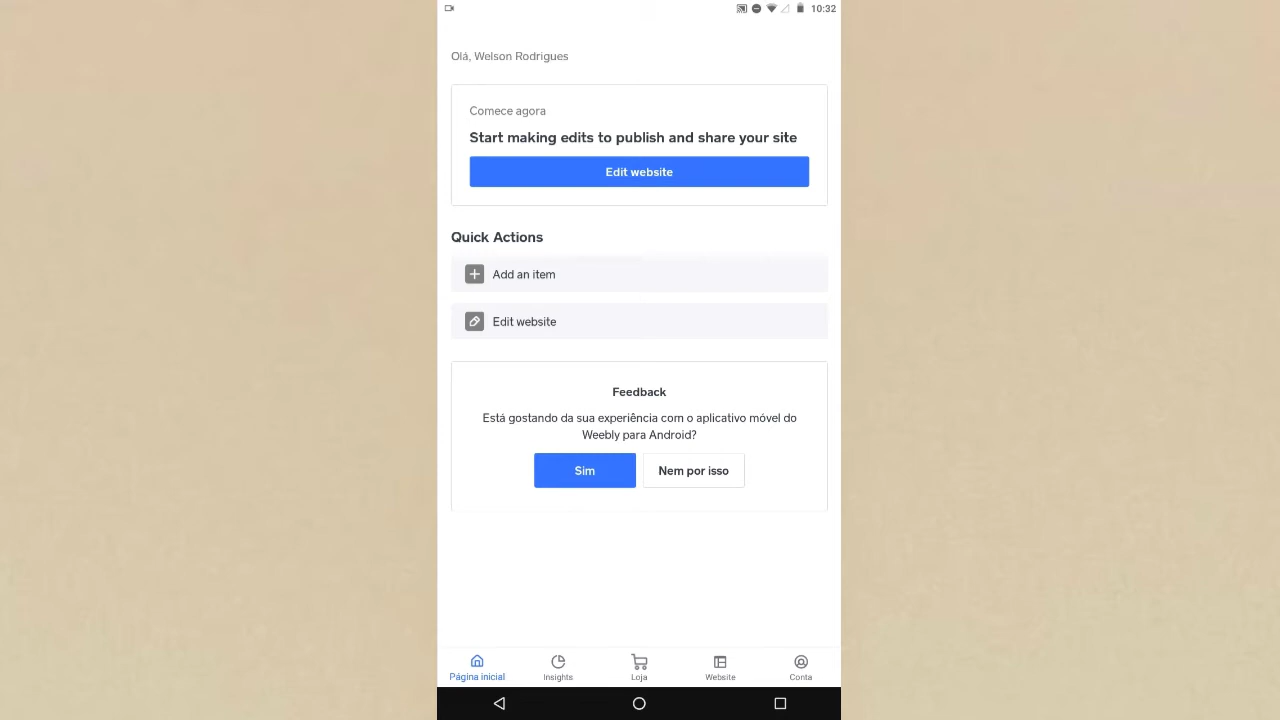 10:32
Olá, Welson Rodrigues
Comece agora
Start making edits to publish and share your site
Edit website
Quick Actions
Add an item
Edit website
Feedback
Está gostando da sua experiência com o aplicativo móvel do
Weebly para Android?
Sim
Nem por isso
Página inicial
Insights
Loja
Website
Conta